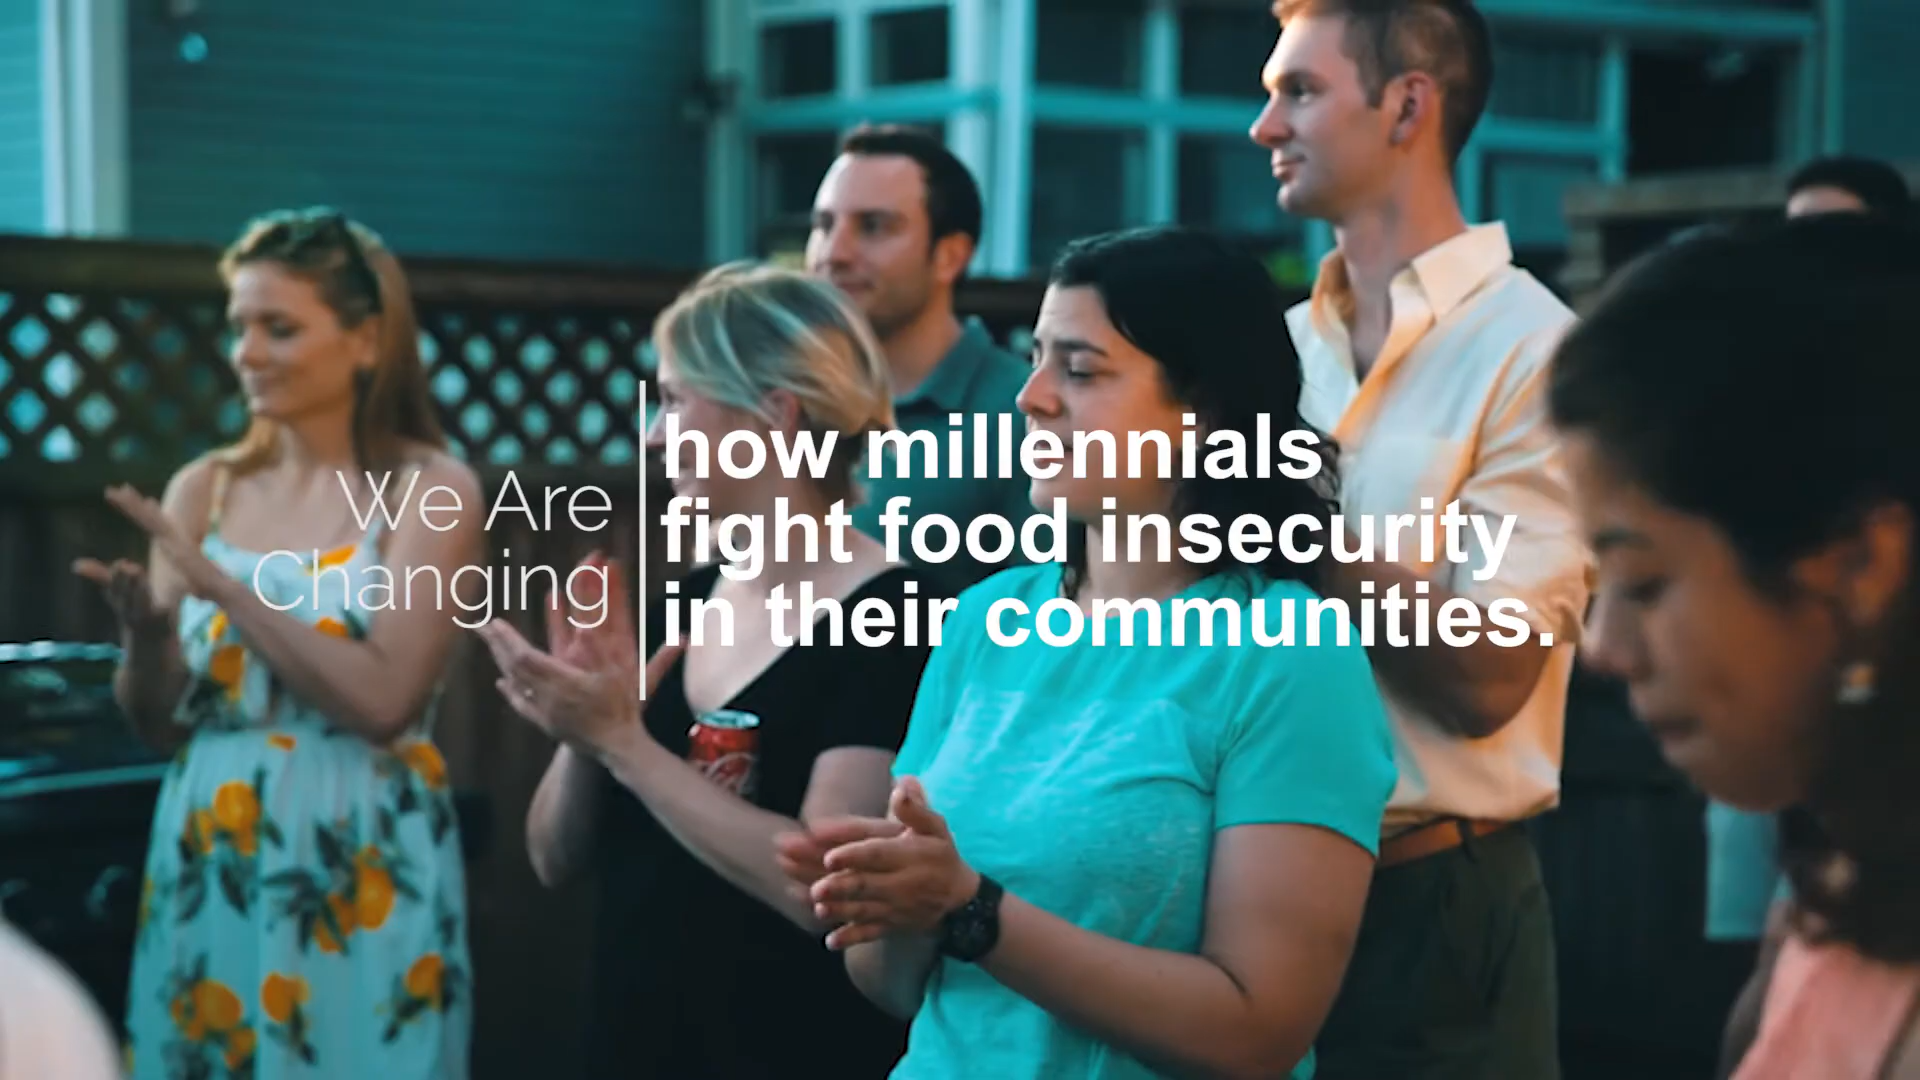 We Are
Changing
how millennials
fight food insecurity
in their communities.